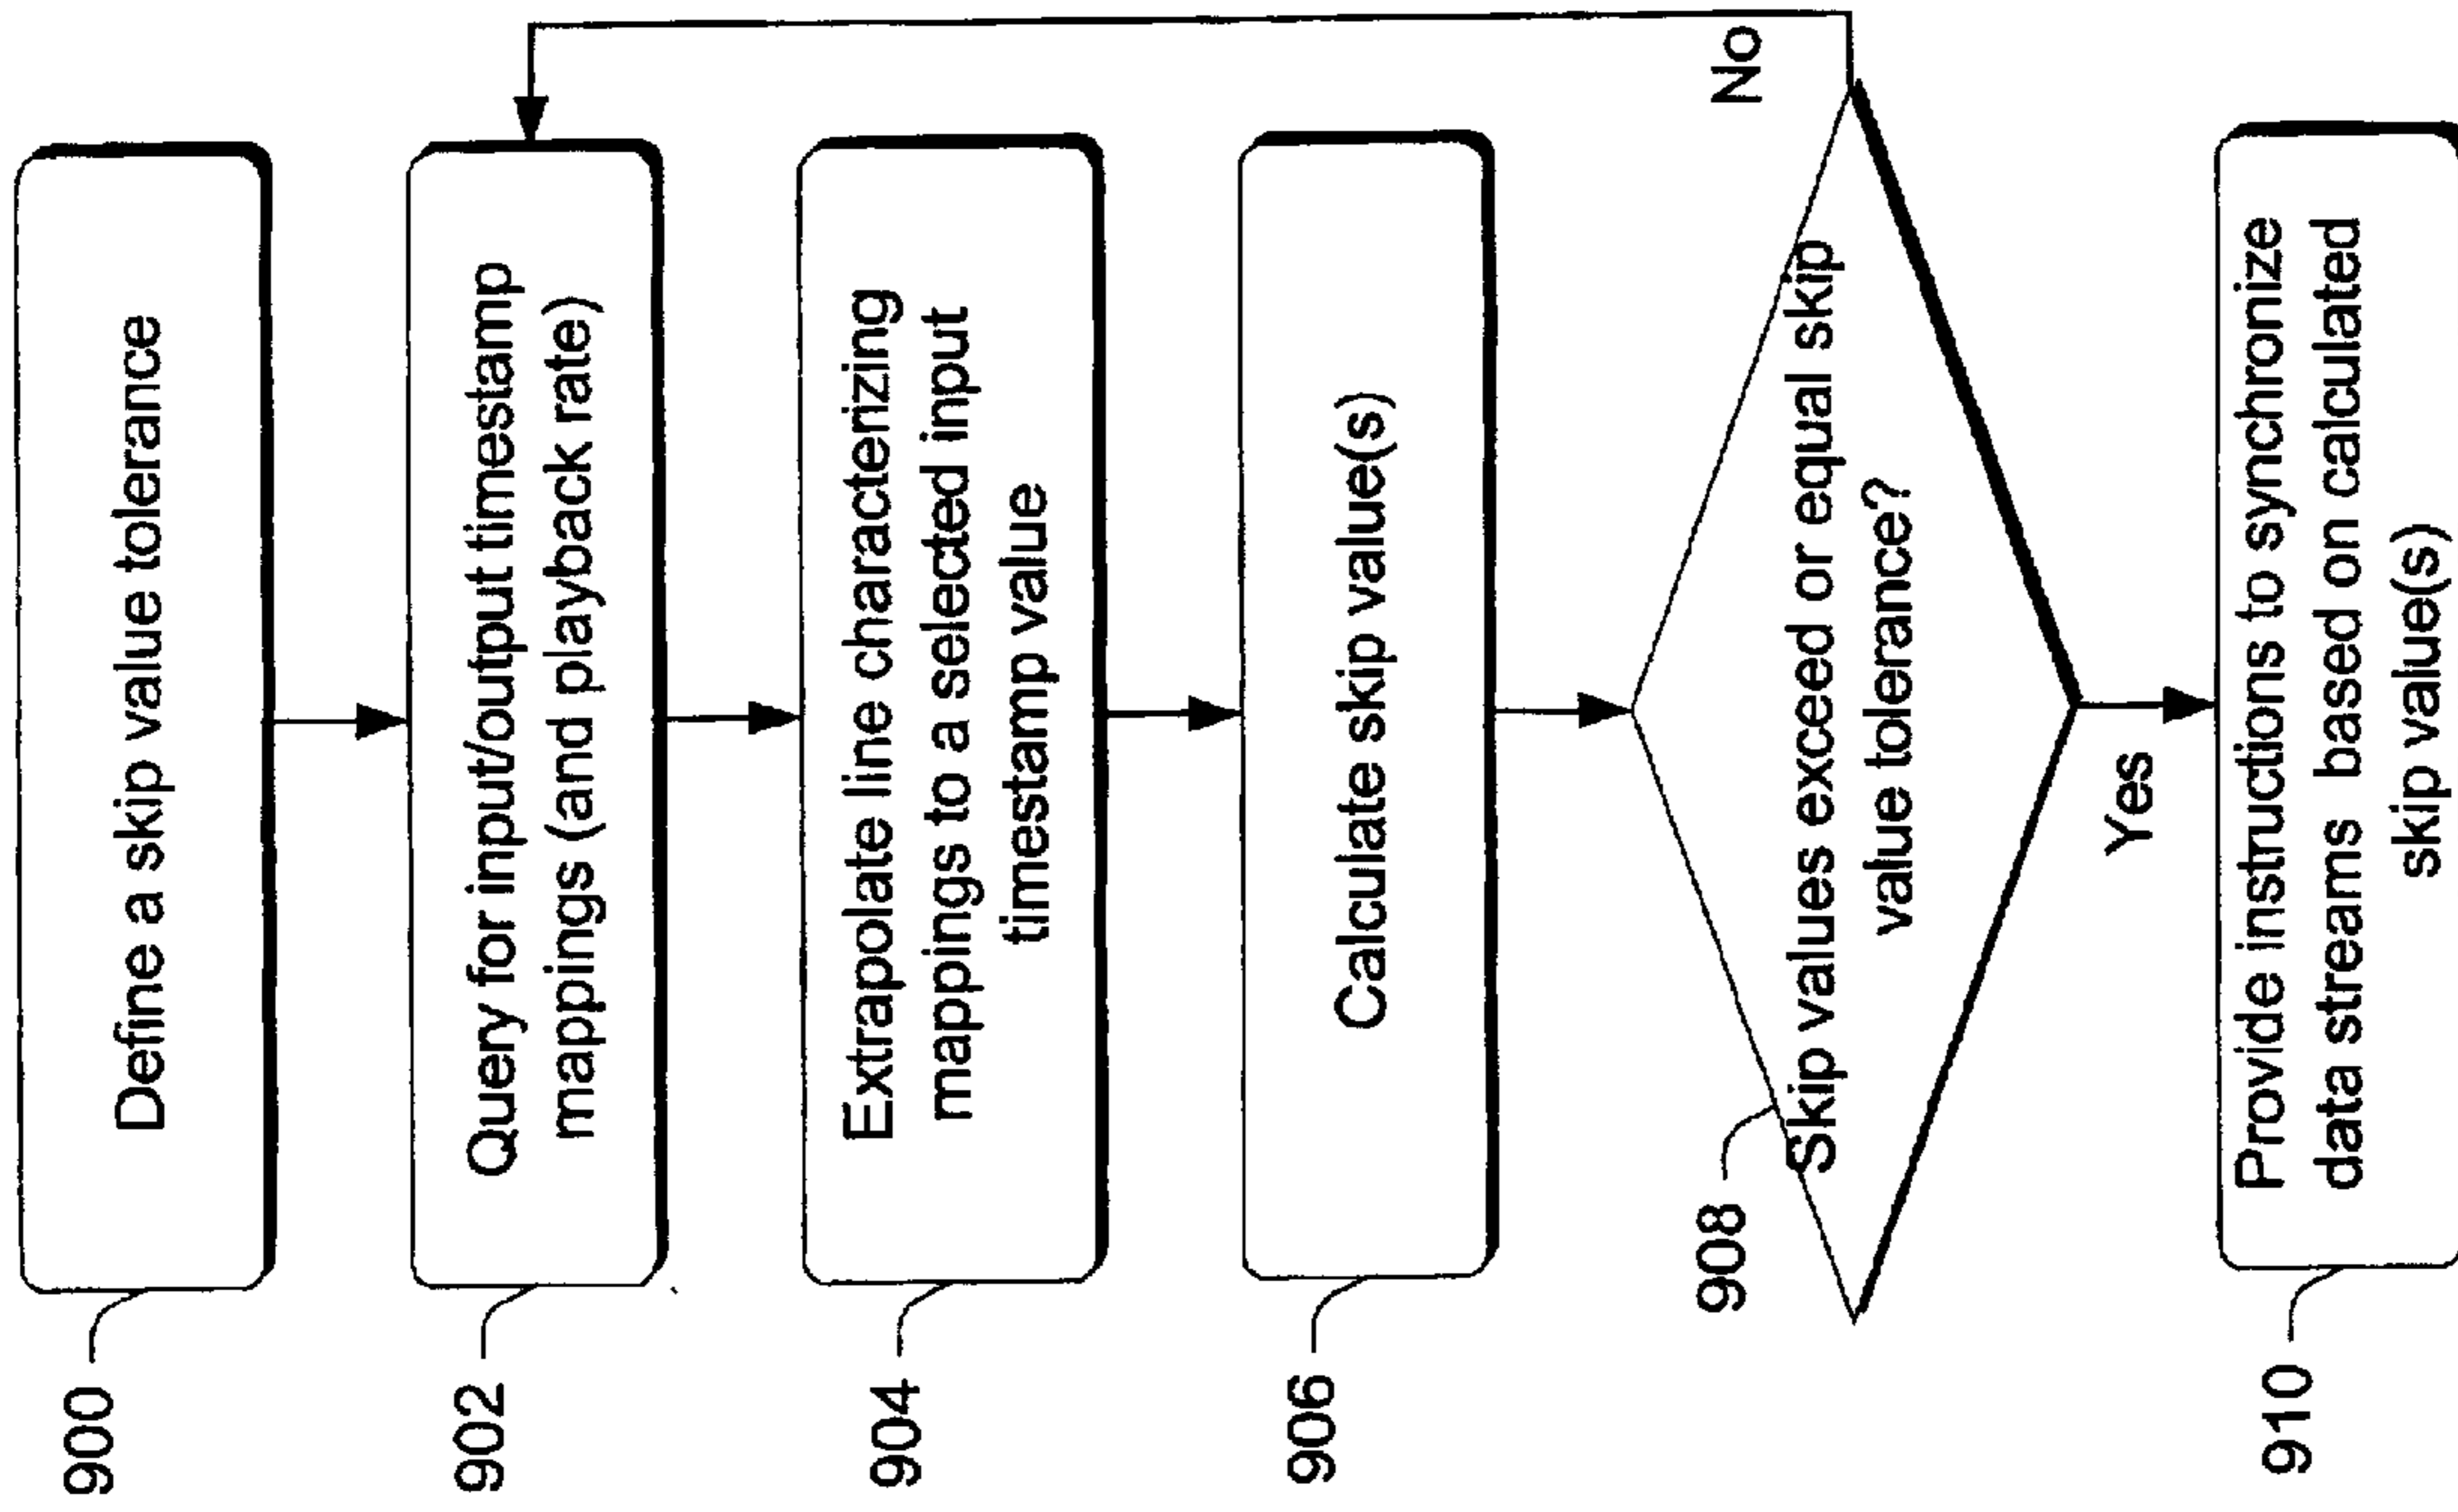 900
Define a skip value tolerance
902
Query for input/output timestamp
mappings (and playback rate)
904
Extrapolate line characterizing
mappings to a selected input
timestamp value
906
Calculate skip value(s)
908
Skip values exceed or equal skip
value tolerance?
No
Yes
910
Provide instructions to synchronize
data streams based on calculated
skip value(s)